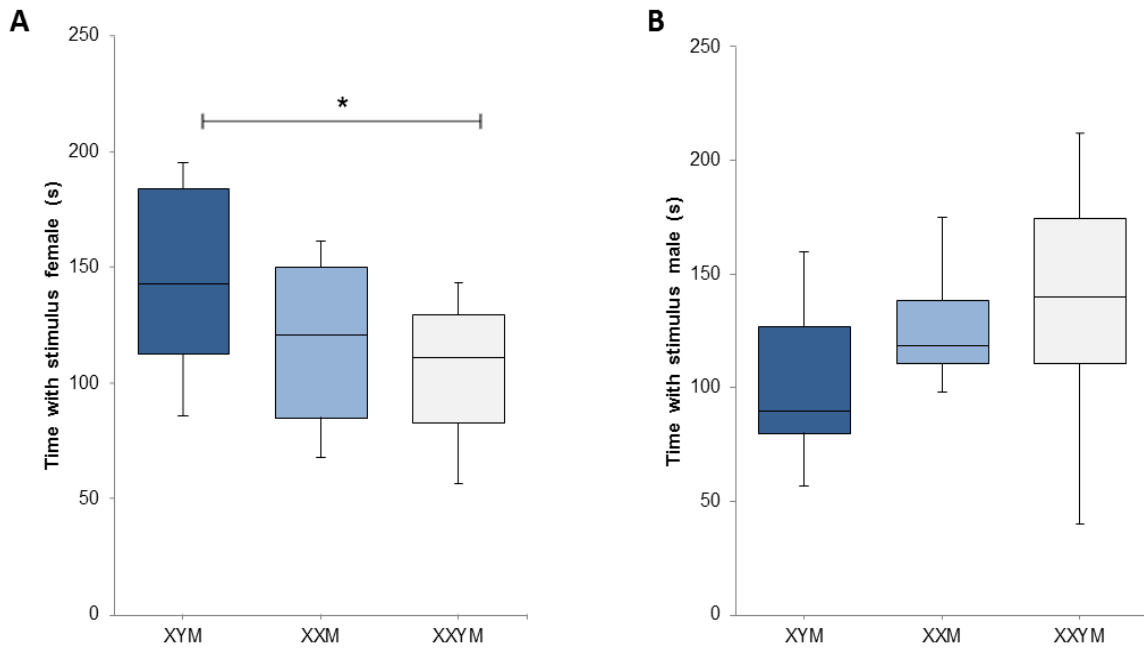 A
250
200
150
100
50
0
Time with stimulus female (s)
*
XYM XXM XXYM
B
250
200
150
100
50
0
Time with stimulus male (s)
XYM XXM XXYM